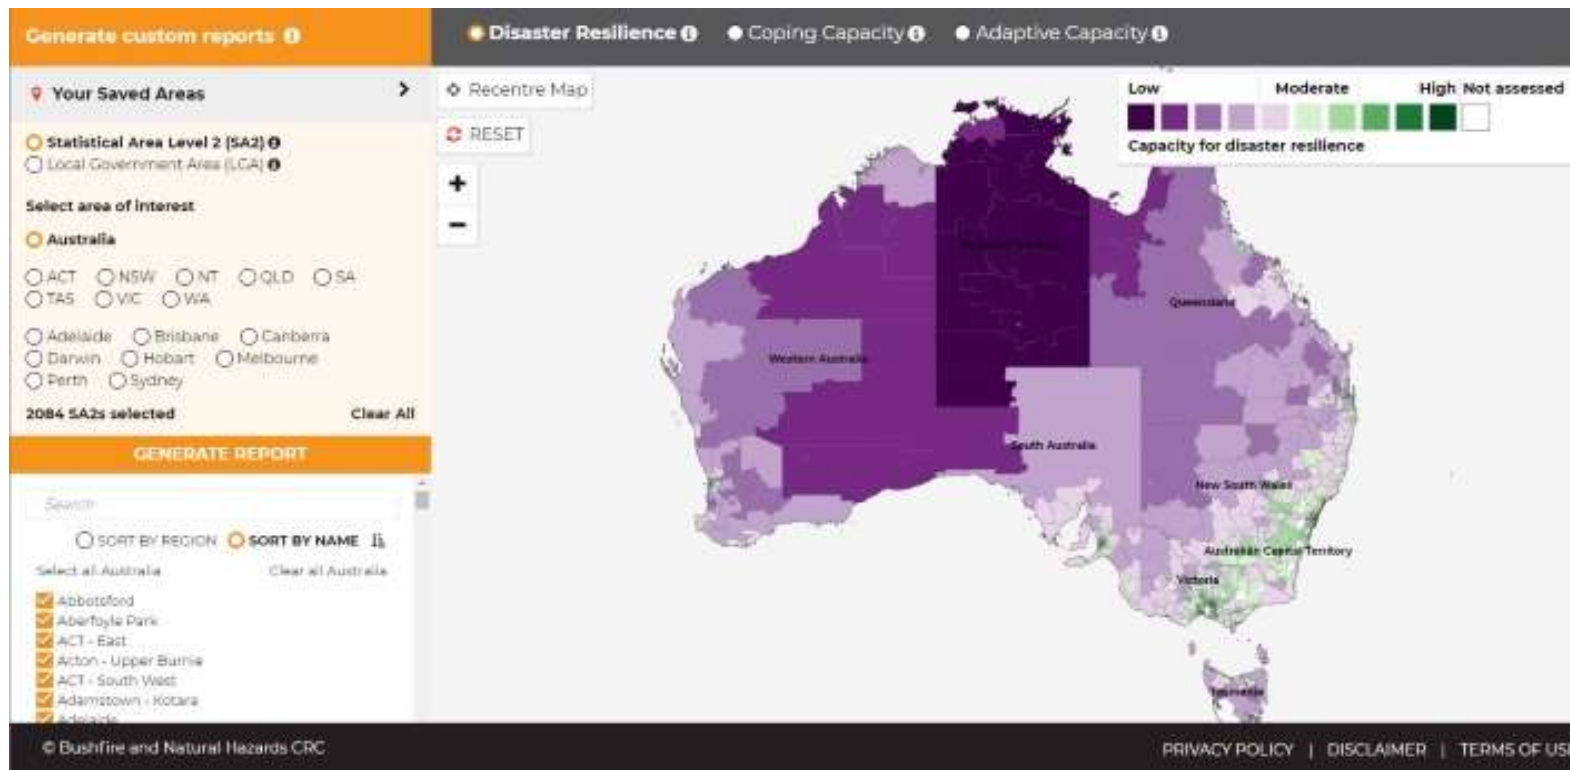 Generate custom reports
Disaster Resilience Coping Capacity Adaptive Capacity
Your Saved Areas
Statistical Area Level 2 (SA2)
Local Government Area (LGA)
Select area of interest
Australia
ACT NSW NT QLD SA
TAS VIC WA
Adelaide Brisbane Canberra
Darwin Hobart Melbourne
Perth Sydney
2084 SA2s selected Clear All
GENERATE REPORT
Search
SORT BY REGION SORT BY NAME
Select all Australia Clear all Australia
Abbotsford
Aberfoyle Park
ACT - East
Acton - Upper Burnie
ACT - South West
Adamstown - Kotara
Adelaide
Recentre Map
RESET
+
−
Low Moderate High Not assessed
Capacity for disaster resilience
Queensland
Western Australia
South Australia
New South Wales
Australian Capital Territory
Victoria
Tasmania
© Bushfire and Natural Hazards CRC
PRIVACY POLICY | DISCLAIMER | TERMS OF USE